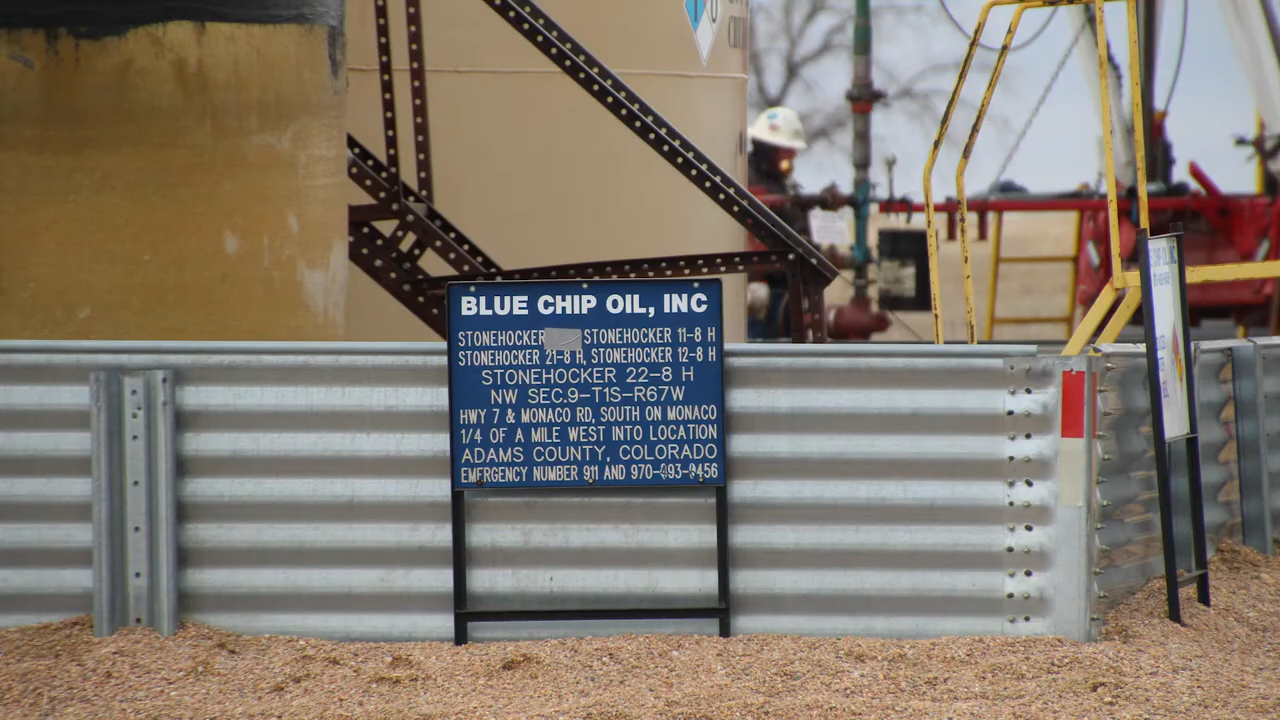 BLUE CHIP OIL, INC
STONEHOCKER STONEHOCKER 11-8 H
STONEHOCKER 21-8 H, STONEHOCKER 12-8 H
STONEHOCKER 22-8 H
NW SEC.9-T1S-R67W
HWY 7 & MONACO RD, SOUTH ON MONACO
1/4 OF A MILE WEST INTO LOCATION
ADAMS COUNTY, COLORADO
EMERGENCY NUMBER 911 AND 970-493-6456